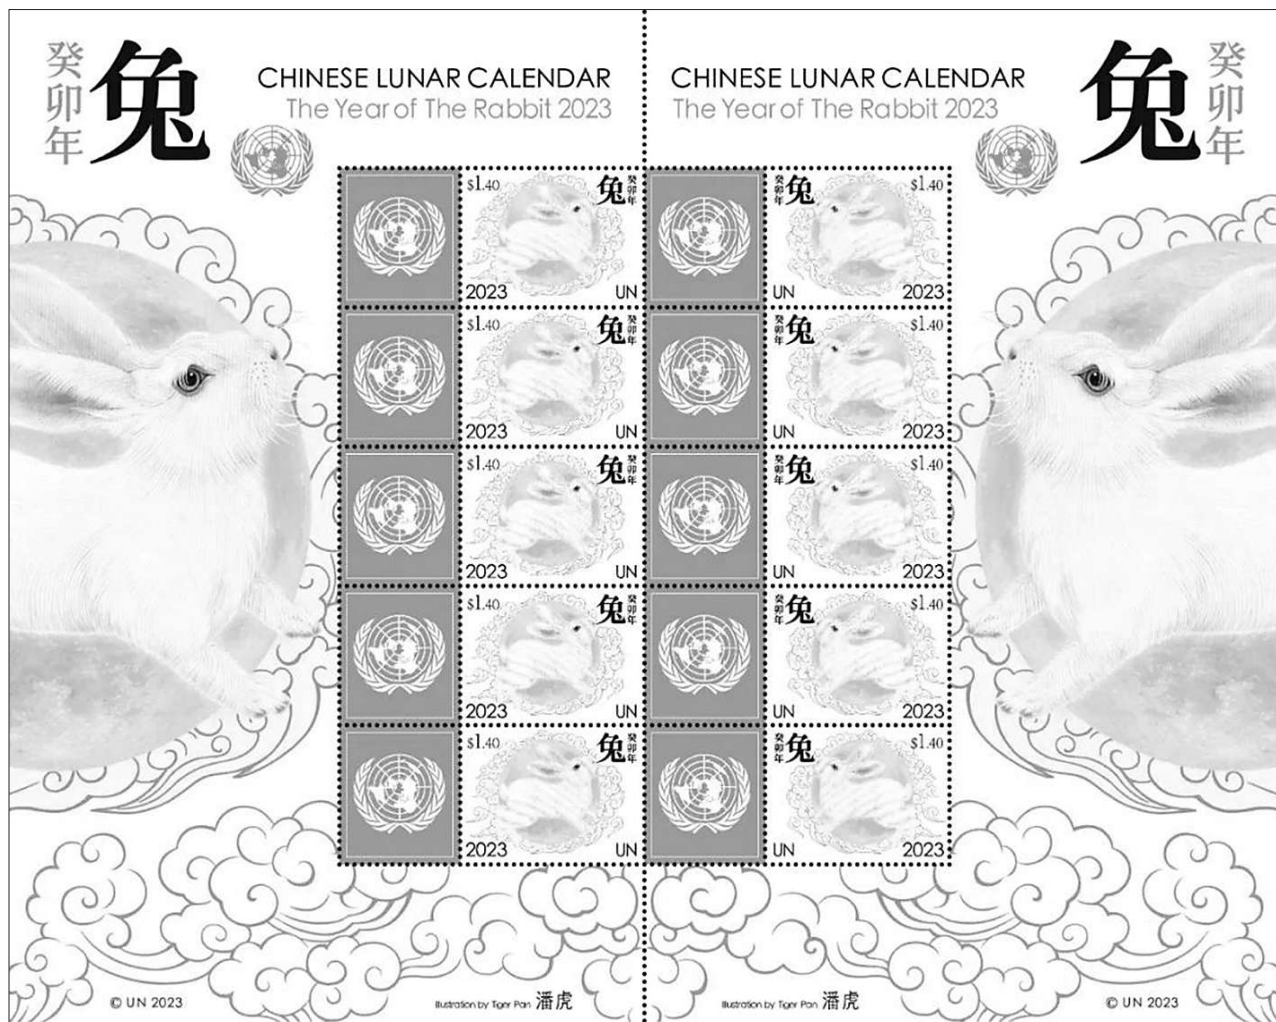 癸卯年
兔
CHINESE LUNAR CALENDAR
The Year of The Rabbit 2023
CHINESE LUNAR CALENDAR
The Year of The Rabbit 2023
兔
癸卯年
$1.40
兔
癸卯年
2023
UN
癸卯年
兔
$1.40
UN
2023
$1.40
兔
癸卯年
2023
UN
癸卯年
兔
$1.40
UN
2023
$1.40
兔
癸卯年
2023
UN
癸卯年
兔
$1.40
UN
2023
$1.40
兔
癸卯年
2023
UN
癸卯年
兔
$1.40
UN
2023
$1.40
兔
癸卯年
2023
UN
癸卯年
兔
$1.40
UN
2023
© UN 2023
Illustration by Tiger Pan 潘虎
Illustration by Tiger Pan 潘虎
© UN 2023